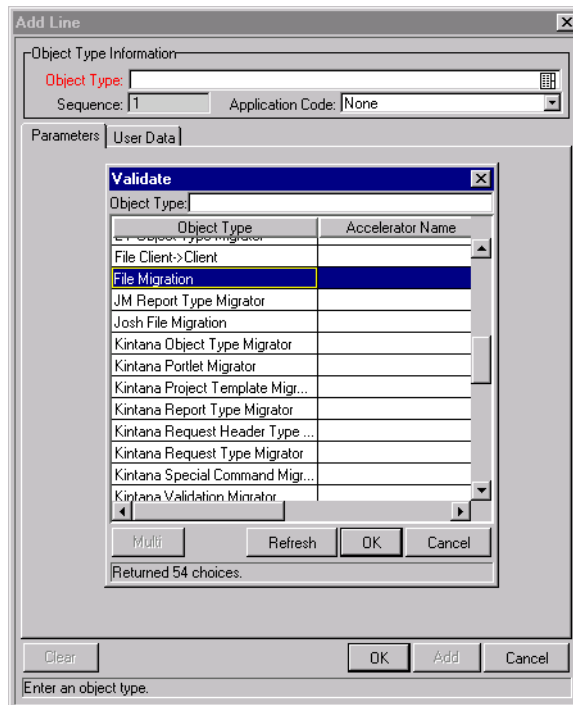 Add Line
Object Type Information
Object Type:
Sequence: 1 Application Code: None
Parameters User Data
Validate
Object Type:
Object Type Accelerator Name
Object Type Migrator
File Client->Client
File Migration
JM Report Type Migrator
Josh File Migration
Kintana Object Type Migrator
Kintana Portlet Migrator
Kintana Project Template Migr...
Kintana Report Type Migrator
Kintana Request Header Type ...
Kintana Request Type Migrator
Kintana Special Command Migr...
Kintana Validation Migrator
Multi Refresh OK Cancel
Returned 54 choices.
Clear OK Add Cancel
Enter an object type.